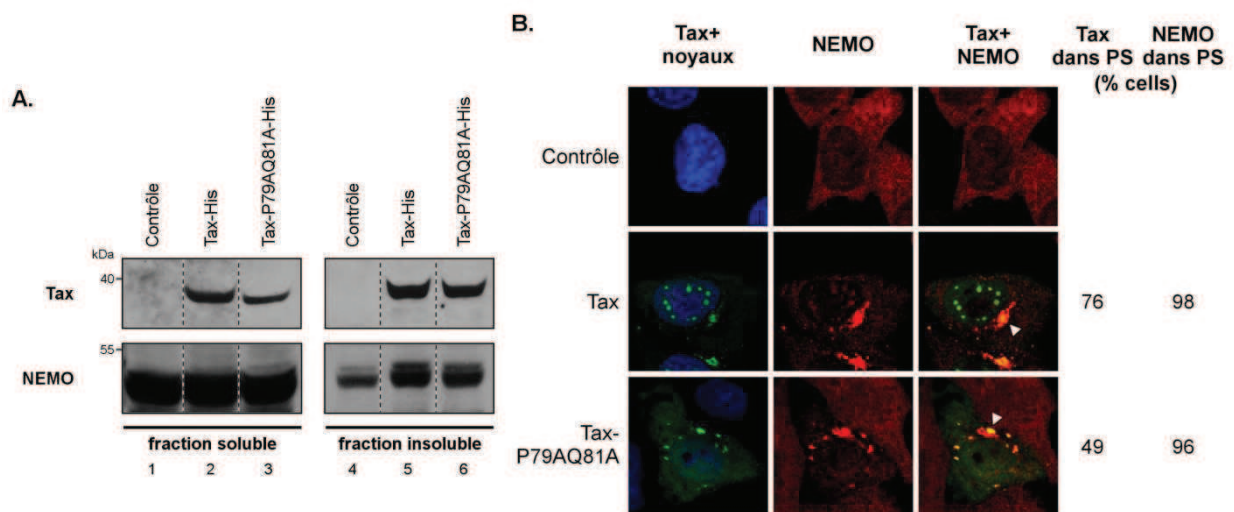 A.
Contrôle
Tax-His
Tax-P79AQ81A-His
Contrôle
Tax-His
Tax-P79AQ81A-His
kDa
40
Tax
55
NEMO
fraction soluble
fraction insoluble
1 2 3 4 5 6
B.
Tax+
noyaux
NEMO
Tax+
NEMO
Tax
dans PS
NEMO
dans PS
(% cells)
Contrôle
Tax
76 98
Tax-
P79AQ81A
49 96